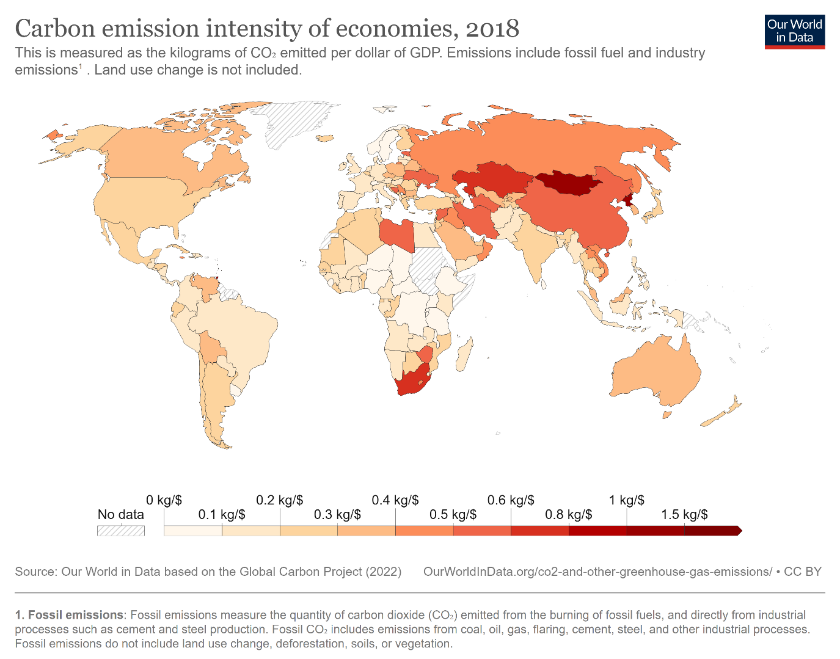 Carbon emission intensity of economies, 2018
Our World
in Data
This is measured as the kilograms of CO₂ emitted per dollar of GDP. Emissions include fossil fuel and industry
emissions¹ . Land use change is not included.
No data
0 kg/$
0.1 kg/$
0.2 kg/$
0.3 kg/$
0.4 kg/$
0.5 kg/$
0.6 kg/$
0.8 kg/$
1 kg/$
1.5 kg/$
Source: Our World in Data based on the Global Carbon Project (2022)
OurWorldInData.org/co2-and-other-greenhouse-gas-emissions/ • CC BY
1. Fossil emissions: Fossil emissions measure the quantity of carbon dioxide (CO₂) emitted from the burning of fossil fuels, and directly from industrial
processes such as cement and steel production. Fossil CO₂ includes emissions from coal, oil, gas, flaring, cement, steel, and other industrial processes.
Fossil emissions do not include land use change, deforestation, soils, or vegetation.